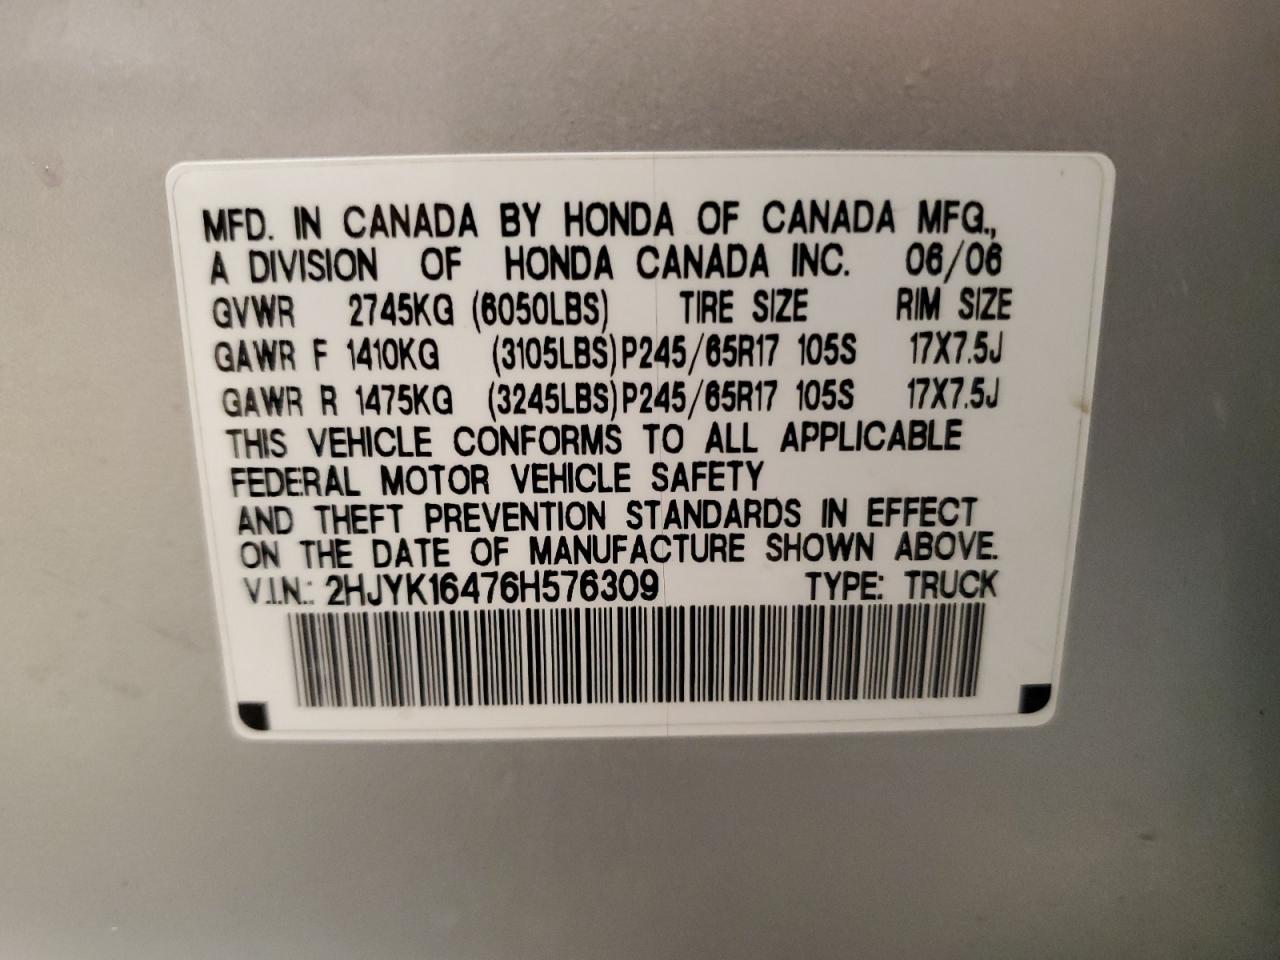 MFD. IN CANADA BY HONDA OF CANADA MFG.,
A DIVISION OF HONDA CANADA INC. 06/06
GVWR 2745KG (6050LBS) TIRE SIZE RIM SIZE
GAWR F 1410KG (3105LBS) P245/65R17 105S 17X7.5J
GAWR R 1475KG (3245LBS) P245/65R17 105S 17X7.5J
THIS VEHICLE CONFORMS TO ALL APPLICABLE
FEDERAL MOTOR VEHICLE SAFETY
AND THEFT PREVENTION STANDARDS IN EFFECT
ON THE DATE OF MANUFACTURE SHOWN ABOVE.
V.I.N.: 2HJYK16476H576309 TYPE: TRUCK